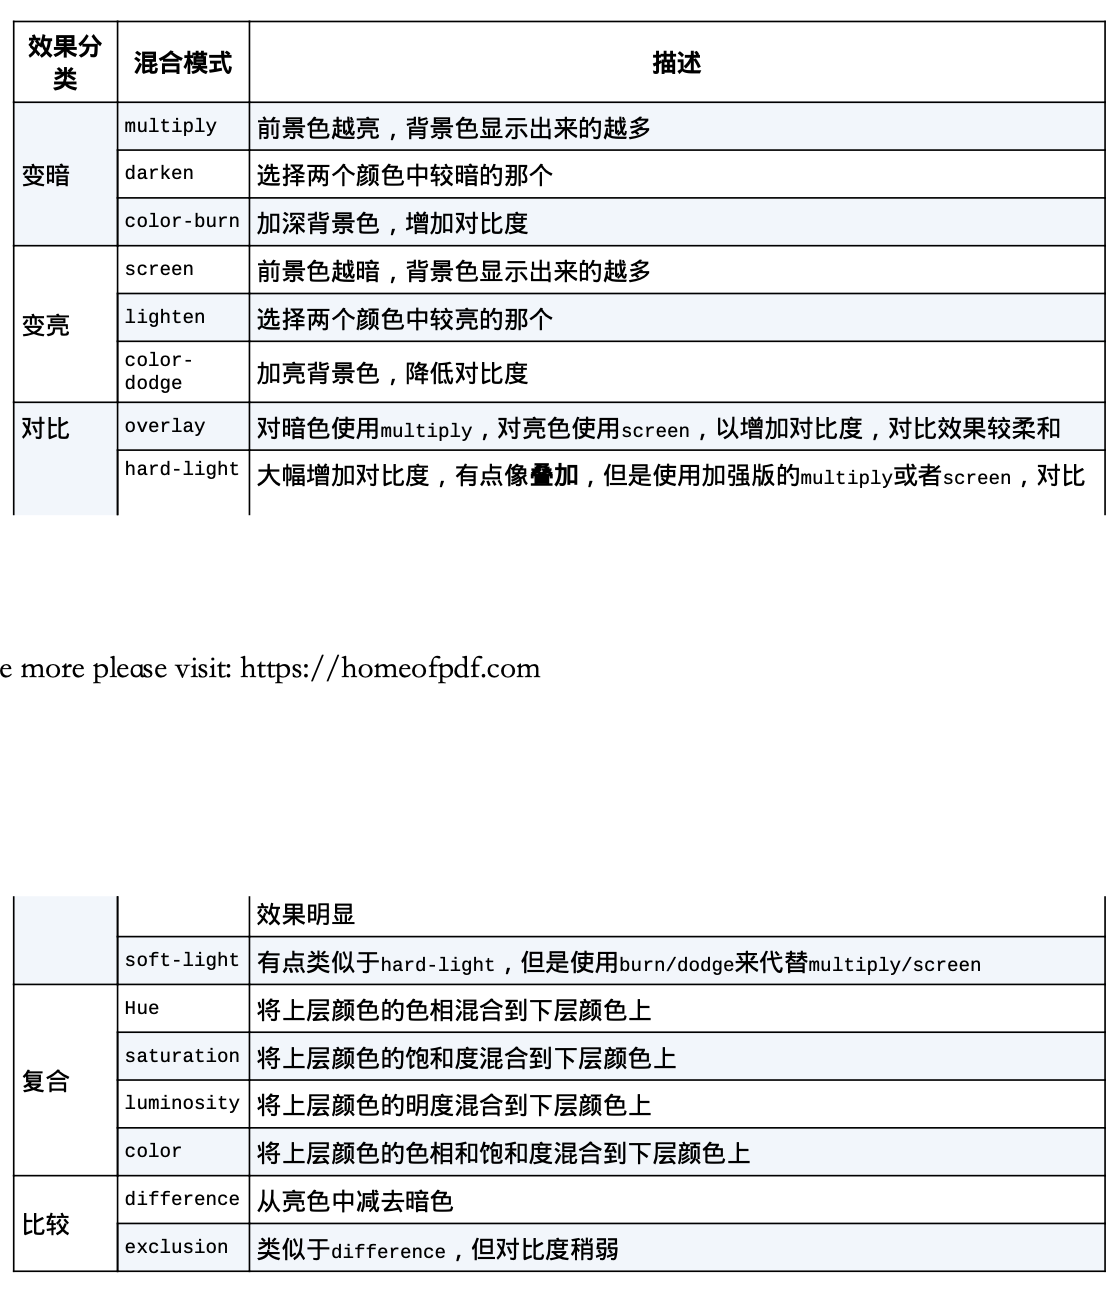 效果分
类
混合模式
描述
变暗
multiply
前景色越亮，背景色显示出来的越多
darken
选择两个颜色中较暗的那个
color-burn
加深背景色，增加对比度
变亮
screen
前景色越暗，背景色显示出来的越多
lighten
选择两个颜色中较亮的那个
color-
dodge
加亮背景色，降低对比度
对比
overlay
对暗色使用multiply，对亮色使用screen，以增加对比度，对比效果较柔和
hard-light
大幅增加对比度，有点像叠加，但是使用加强版的multiply或者screen，对比
e more please visit: https://homeofpdf.com
效果明显
soft-light
有点类似于hard-light，但是使用burn/dodge来代替multiply/screen
复合
Hue
将上层颜色的色相混合到下层颜色上
saturation
将上层颜色的饱和度混合到下层颜色上
luminosity
将上层颜色的明度混合到下层颜色上
color
将上层颜色的色相和饱和度混合到下层颜色上
比较
difference
从亮色中减去暗色
exclusion
类似于difference，但对比度稍弱